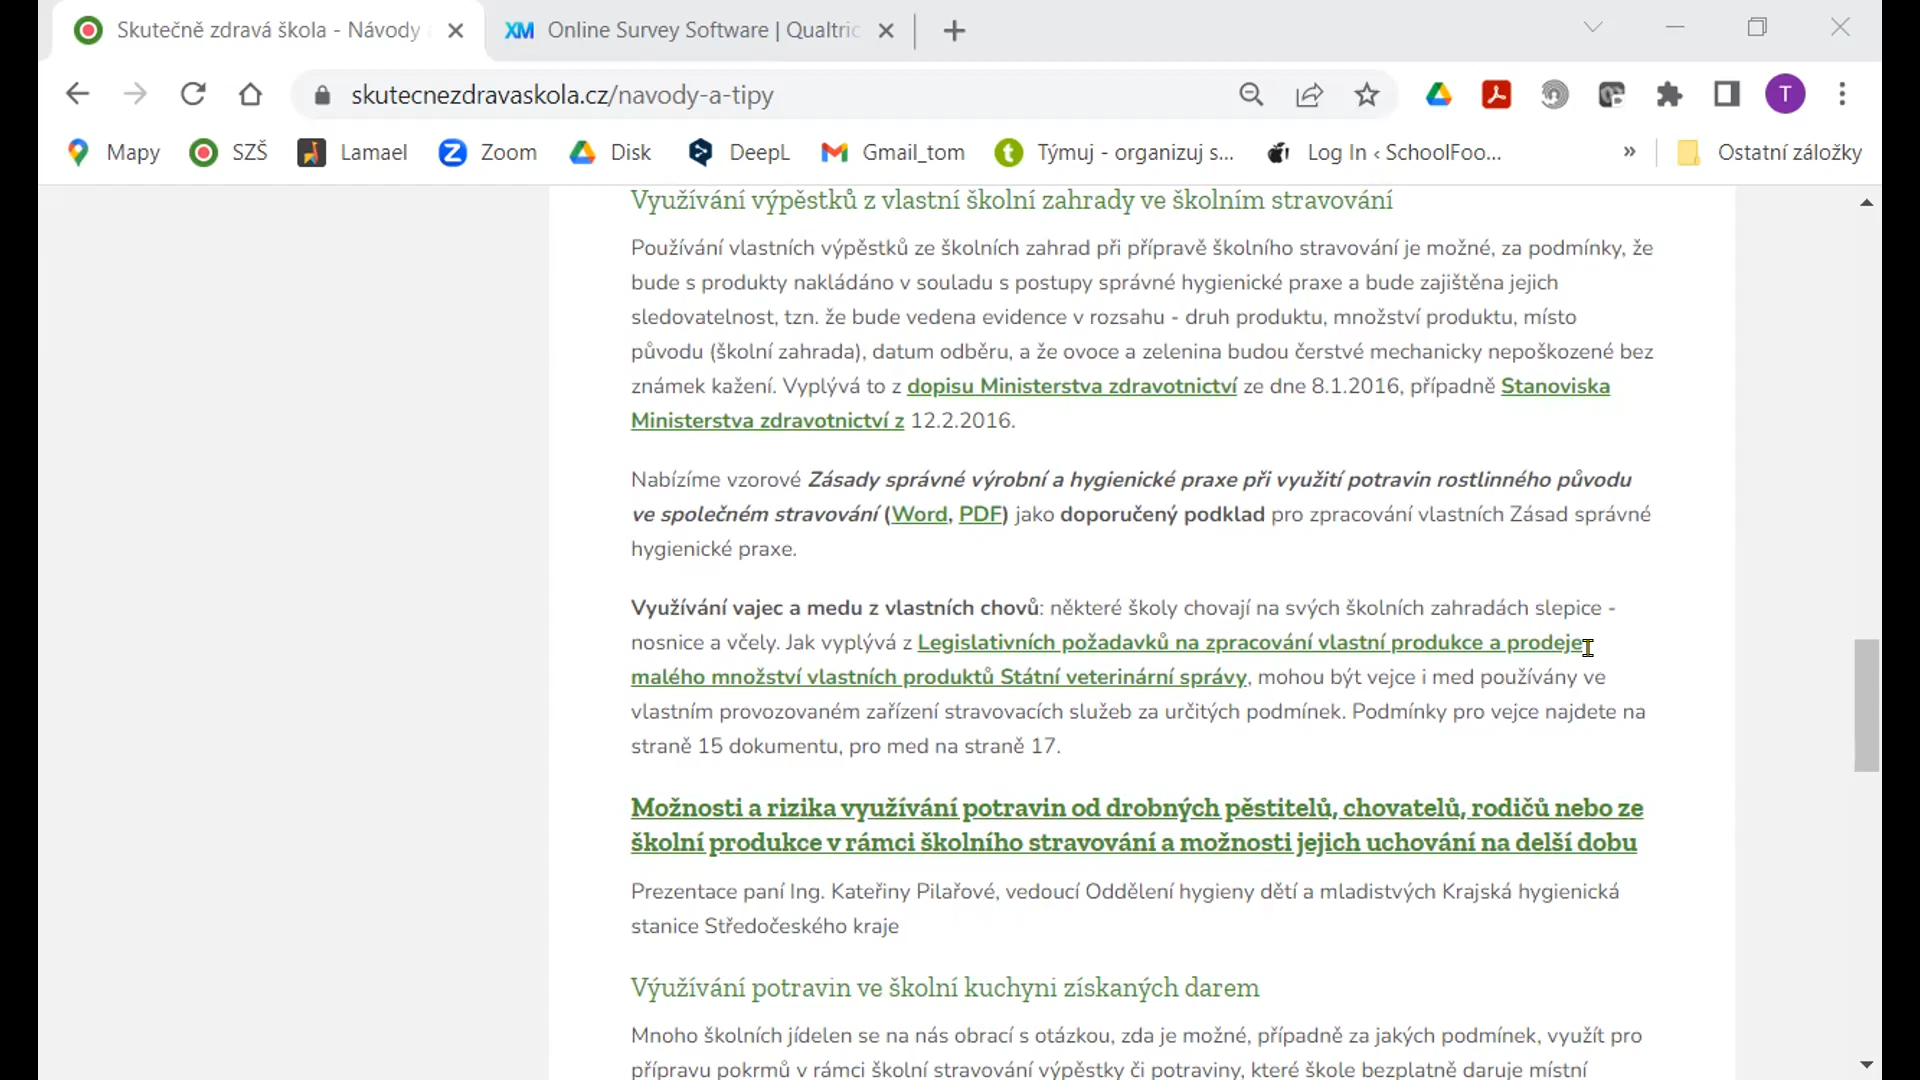 Skutečně zdravá škola - Návody
XM Online Survey Software | Qualtric
skutecnezdravaskola.cz/navody-a-tipy
T
Mapy SZŠ Lamael Zoom Disk DeepL Gmail_tom Týmuj - organizuj s... Log In ‹ SchoolFoo... » Ostatní záložky
Využívání výpěstků z vlastní školní zahrady ve školním stravování
Používání vlastních výpěstků ze školních zahrad při přípravě školního stravování je možné, za podmínky, že
bude s produkty nakládáno v souladu s postupy správné hygienické praxe a bude zajištěna jejich
sledovatelnost, tzn. že bude vedena evidence v rozsahu - druh produktu, množství produktu, místo
původu (školní zahrada), datum odběru, a že ovoce a zelenina budou čerstvé mechanicky nepoškozené bez
známek kažení. Vyplývá to z dopisu Ministerstva zdravotnictví ze dne 8.1.2016, případně Stanoviska
Ministerstva zdravotnictví z 12.2.2016.
Nabízíme vzorové Zásady správné výrobní a hygienické praxe při využití potravin rostlinného původu
ve společném stravování (Word, PDF) jako doporučený podklad pro zpracování vlastních Zásad správné
hygienické praxe.
Využívání vajec a medu z vlastních chovů: některé školy chovají na svých školních zahradách slepice -
nosnice a včely. Jak vyplývá z Legislativních požadavků na zpracování vlastní produkce a prodeje
malého množství vlastních produktů Státní veterinární správy, mohou být vejce i med používány ve
vlastním provozovaném zařízení stravovacích služeb za určitých podmínek. Podmínky pro vejce najdete na
straně 15 dokumentu, pro med na straně 17.
Možnosti a rizika využívání potravin od drobných pěstitelů, chovatelů, rodičů nebo ze
školní produkce v rámci školního stravování a možnosti jejich uchování na delší dobu
Prezentace paní Ing. Kateřiny Pilařové, vedoucí Oddělení hygieny dětí a mladistvých Krajská hygienická
stanice Středočeského kraje
Využívání potravin ve školní kuchyni získaných darem
Mnoho školních jídelen se na nás obrací s otázkou, zda je možné, případně za jakých podmínek, využít pro
přípravu pokrmů v rámci školní stravování výpěstky či potraviny, které škole bezplatně daruje místní